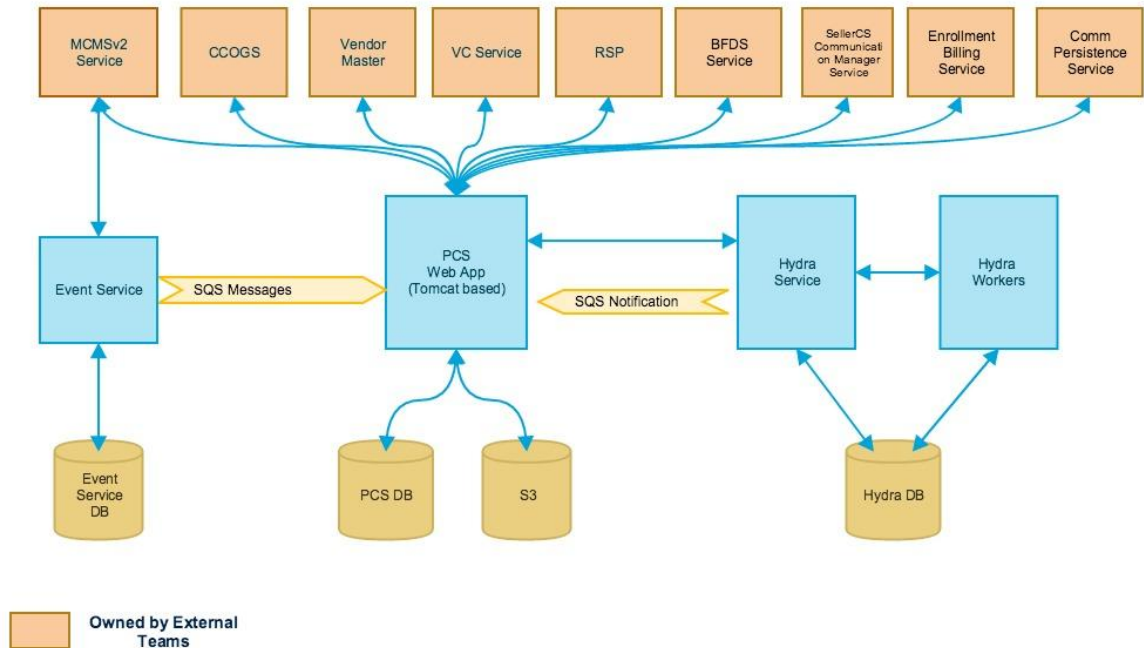 MCMSv2
Service
CCOGS
Vendor
Master
VC Service
RSP
BFDS
Service
SellerCS
Communicati
on Manager
Service
Enrollment
Billing
Service
Comm
Persistence
Service
Event Service
SQS Messages
PCS
Web App
(Tomcat based)
SQS Notification
Hydra
Service
Hydra
Workers
Event
Service
DB
PCS DB
S3
Hydra DB
Owned by External
Teams